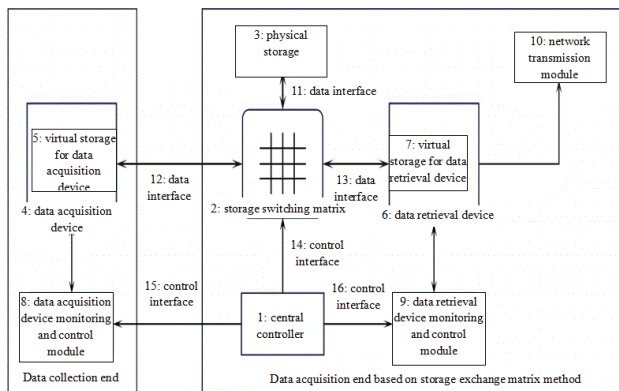 3: physical
storage
10: network
transmission
module
11: data interface
5: virtual storage
for data
acquisition
device
7: virtual
storage for data
retrieval device
12: data
interface
13: data
interface
2: storage switching matrix
4: data acquisition
device
6: data retrieval device
14: control
interface
15: control
interface
16: control
interface
8: data acquisition
device monitoring
and control
module
1: central
controller
9: data retrieval
device monitoring
and control
module
Data collection end
Data acquisition end based on storage exchange matrix method